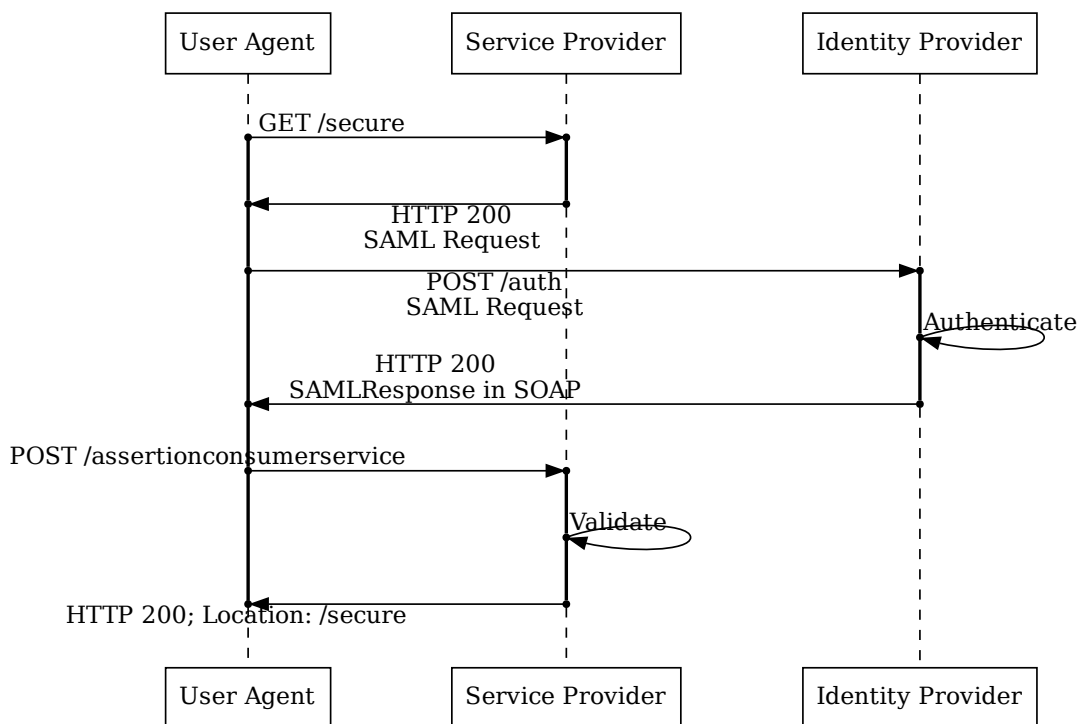 User Agent
Service Provider
Identity Provider
GET /secure
HTTP 200
SAML Request
POST /auth
SAML Request
Authenticate
HTTP 200
SAMLResponse in SOAP
POST /assertionconsumerservice
Validate
HTTP 200; Location: /secure
User Agent
Service Provider
Identity Provider